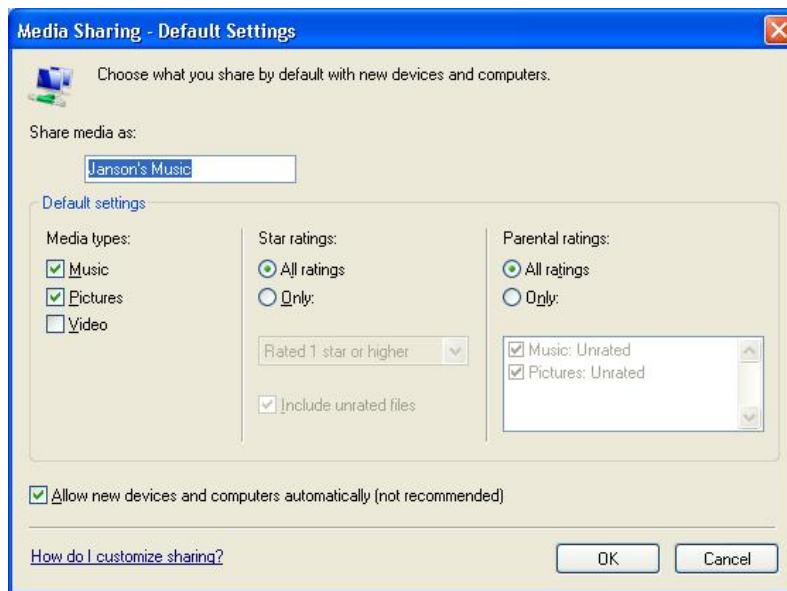 Media Sharing - Default Settings
Choose what you share by default with new devices and computers.
Share media as:
Janson's Music
Default settings
Media types:
Music
Pictures
Video
Star ratings:
All ratings
Only:
Rated 1 star or higher
Include unrated files
Parental ratings:
All ratings
Only:
Music: Unrated
Pictures: Unrated
Allow new devices and computers automatically (not recommended)
How do I customize sharing?
OK
Cancel